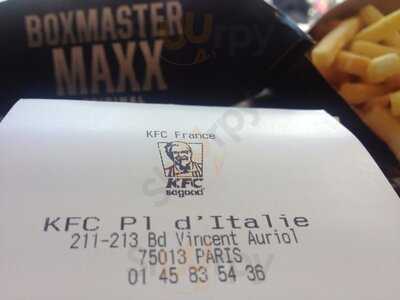 BOXMASTER
MAXX
ORIGINAL
KFC France
KFC
sogood
KFC Pl d'Italie
211-213 Bd Vincent Auriol
75013 PARIS
01 45 83 54 36